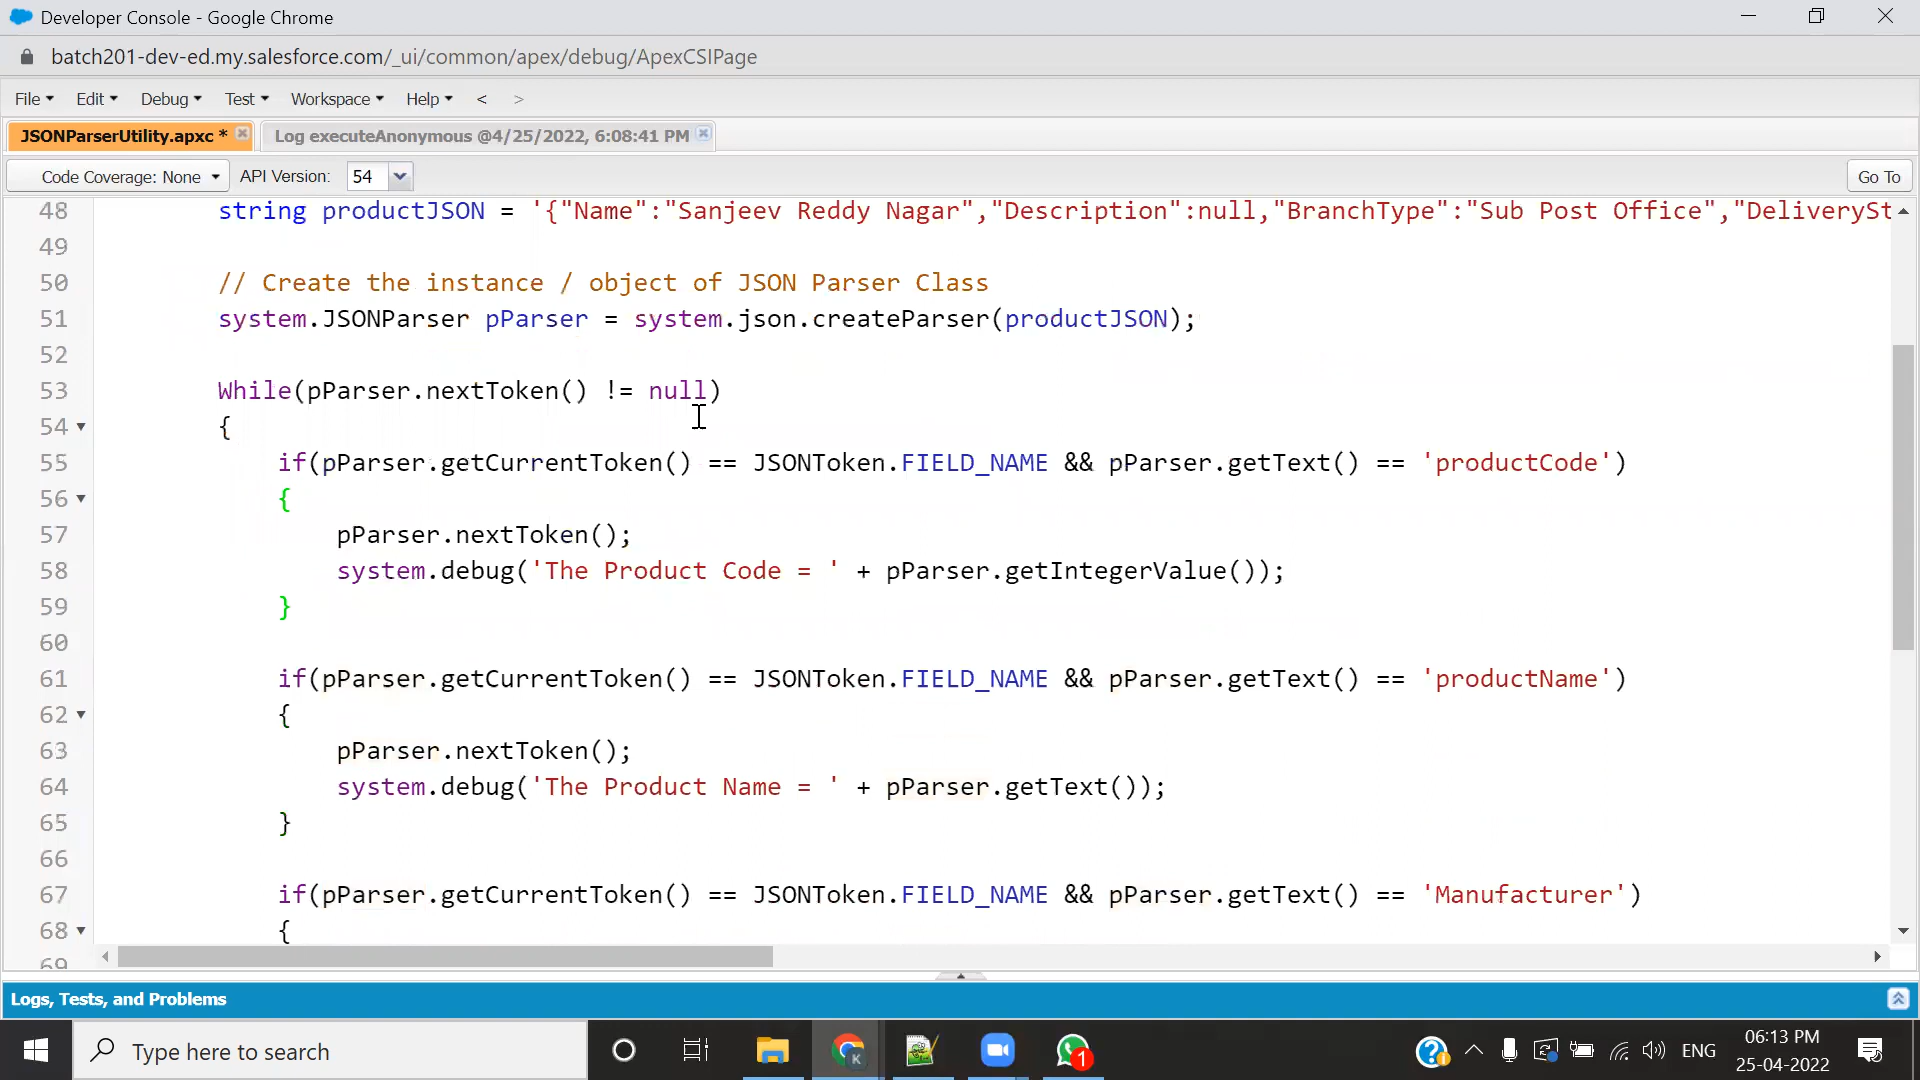 Developer Console - Google Chrome
batch201-dev-ed.my.salesforce.com/_ui/common/apex/debug/ApexCSIPage
File Edit Debug Test Workspace Help < >
JSONParserUtility.apxc * Log executeAnonymous @4/25/2022, 6:08:41 PM
Code Coverage: None API Version: 54 Go To
48 string productJSON = '{"Name":"Sanjeev Reddy Nagar","Description":null,"BranchType":"Sub Post Office","DeliverySt
49
50 // Create the instance / object of JSON Parser Class
51 system.JSONParser pParser = system.json.createParser(productJSON);
52
53 While(pParser.nextToken() != null)
54 {
55 if(pParser.getCurrentToken() == JSONToken.FIELD_NAME && pParser.getText() == 'productCode')
56 {
57 pParser.nextToken();
58 system.debug('The Product Code = ' + pParser.getIntegerValue());
59 }
60
61 if(pParser.getCurrentToken() == JSONToken.FIELD_NAME && pParser.getText() == 'productName')
62 {
63 pParser.nextToken();
64 system.debug('The Product Name = ' + pParser.getText());
65 }
66
67 if(pParser.getCurrentToken() == JSONToken.FIELD_NAME && pParser.getText() == 'Manufacturer')
68 {
69
Logs, Tests, and Problems
Type here to search
K
1
ENG
06:13 PM
25-04-2022